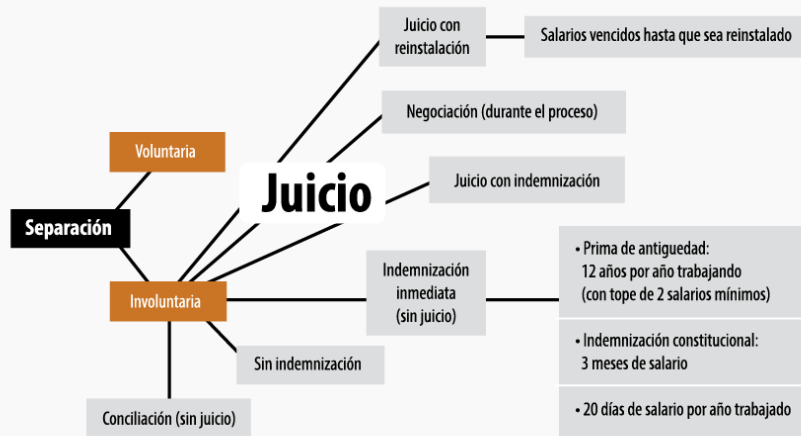 Juicio con
reinstalación
Salarios vencidos hasta que sea reinstalado
Negociación (durante el proceso)
Voluntaria
Juicio
Juicio con indemnización
Separación
Involuntaria
Indemnización
inmediata
(sin juicio)
• Prima de antiguedad:
12 años por año trabajando
(con tope de 2 salarios mínimos)
• Indemnización constitucional:
3 meses de salario
• 20 días de salario por año trabajado
Sin indemnización
Conciliación (sin juicio)